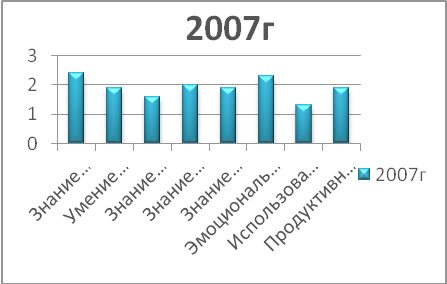 2007г
3
2
1
0
Знание...
Умение...
Знание...
Знание...
Знание...
Эмоциональ...
Использова...
Продуктивн...
2007г